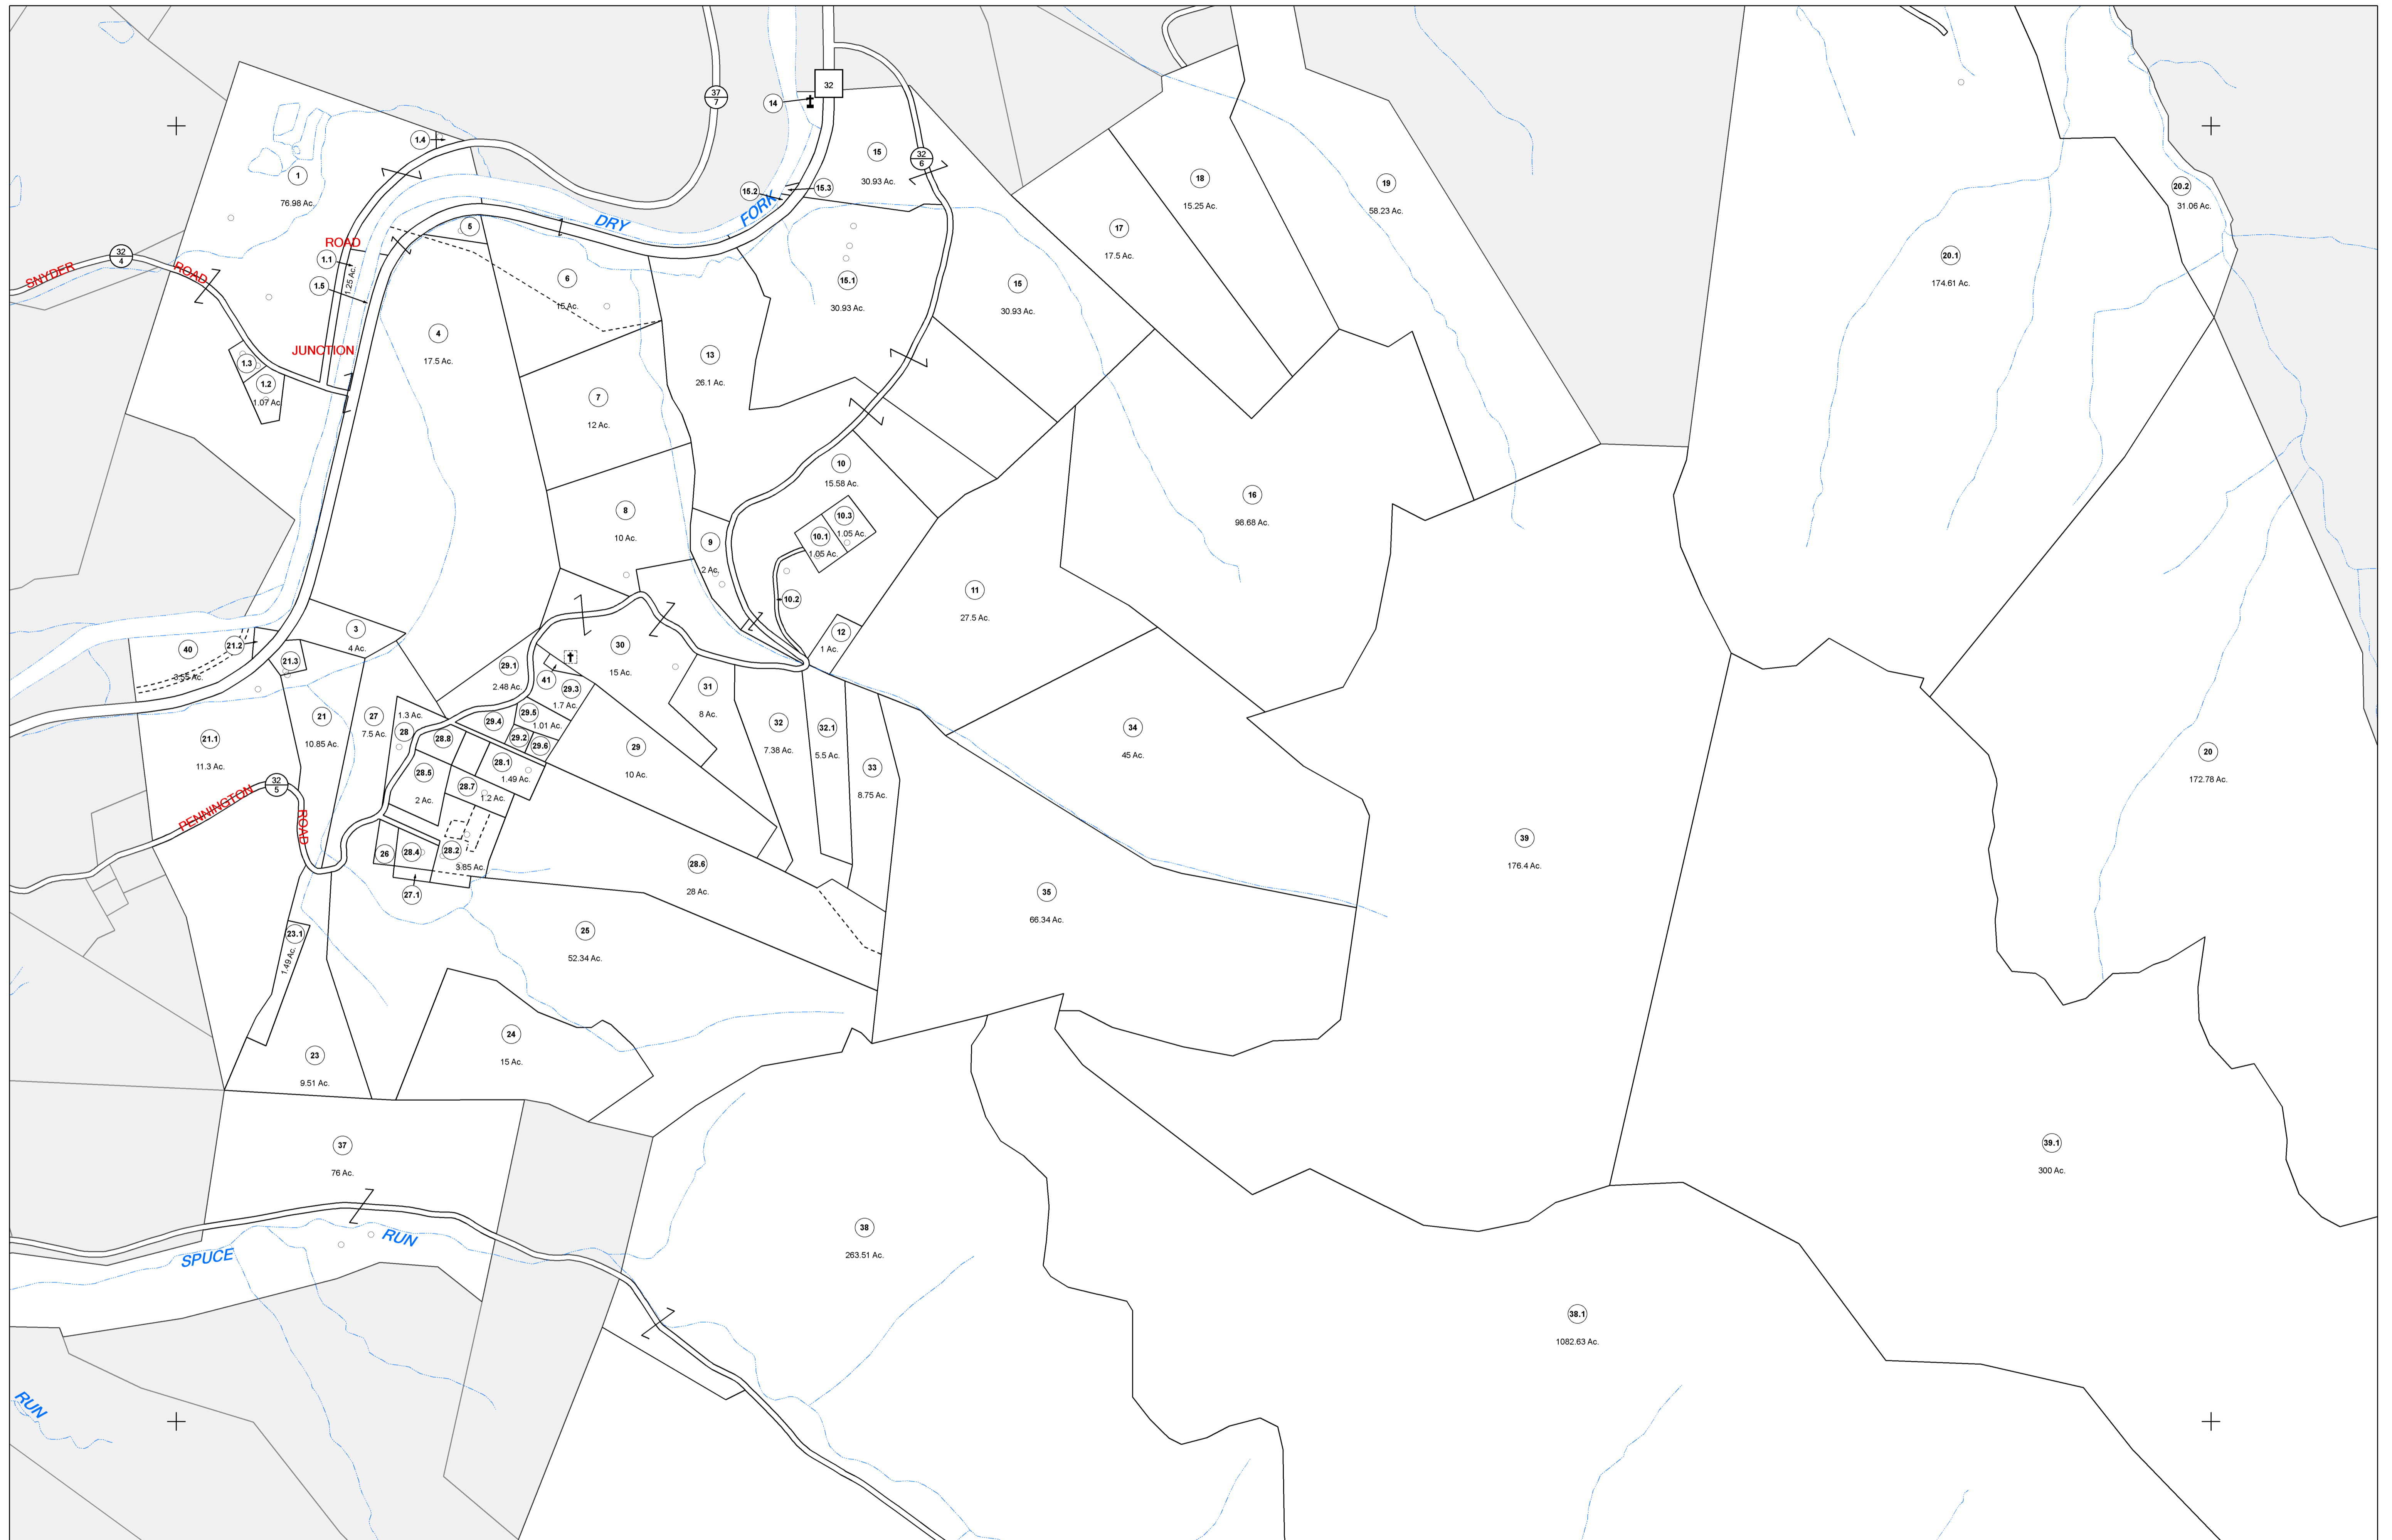 37
7
32
14
1.4
15
30.93 Ac.
32
6
1
76.98 Ac.
18
15.25 Ac.
19
58.23 Ac.
20.2
31.06 Ac.
15.2
15.3
FORK
DRY
5
17
17.5 Ac.
32
4
SNYDER
ROAD
ROAD
1.1
1.25 Ac.
1.5
6
15 Ac.
15.1
30.93 Ac.
15
30.93 Ac.
20.1
174.61 Ac.
4
17.5 Ac.
JUNCTION
1.3
1.2
1.07 Ac.
13
26.1 Ac.
7
12 Ac.
10
15.58 Ac.
16
98.68 Ac.
8
10 Ac.
10.3
1.05 Ac.
10.1
1.05 Ac.
9
2 Ac.
10.2
11
27.5 Ac.
12
1 Ac.
3
4 Ac.
40
3.55 Ac.
21.2
21.3
30
15 Ac.
29.1
2.48 Ac.
41
29.3
1.7 Ac.
31
8 Ac.
21
10.85 Ac.
27
7.5 Ac.
1.3 Ac.
28
29.4
29.5
1.01 Ac.
29.2
29.6
28.8
29
10 Ac.
32
7.38 Ac.
32.1
5.5 Ac.
33
8.75 Ac.
34
45 Ac.
20
172.78 Ac.
21.1
11.3 Ac.
28.1
1.49 Ac.
28.5
2 Ac.
28.7
1.2 Ac.
32
5
PENNINGTON
ROAD
26
28.4
28.2
3.85 Ac.
27.1
28.6
28 Ac.
39
176.4 Ac.
35
66.34 Ac.
23.1
1.49 Ac.
25
52.34 Ac.
24
15 Ac.
23
9.51 Ac.
37
76 Ac.
39.1
300 Ac.
38
263.51 Ac.
SPUCE
RUN
38.1
1082.63 Ac.
RUN